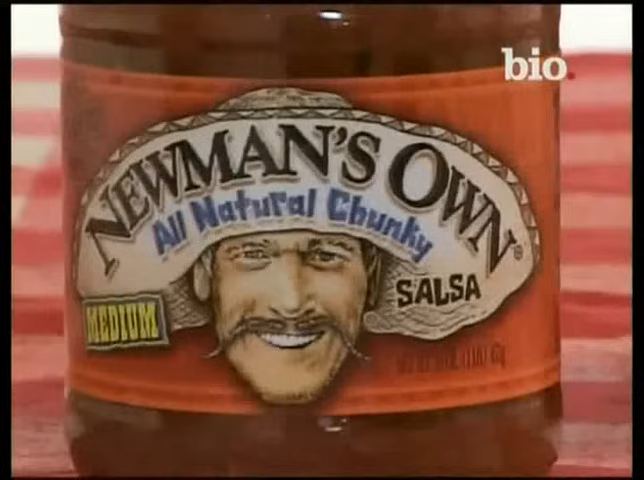 bio.
NEWMAN'S OWN®
All Natural Chunky
SALSA
MEDIUM